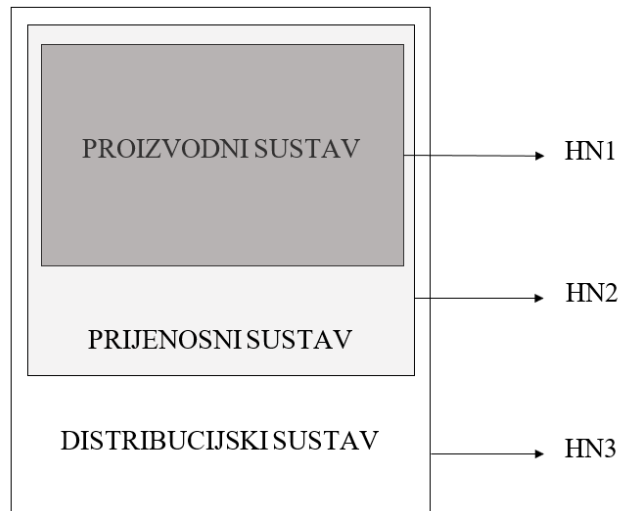 PROIZVODNI SUSTAV
HN1
HN2
PRIJENOSNI SUSTAV
DISTRIBUCIJSKI SUSTAV
HN3